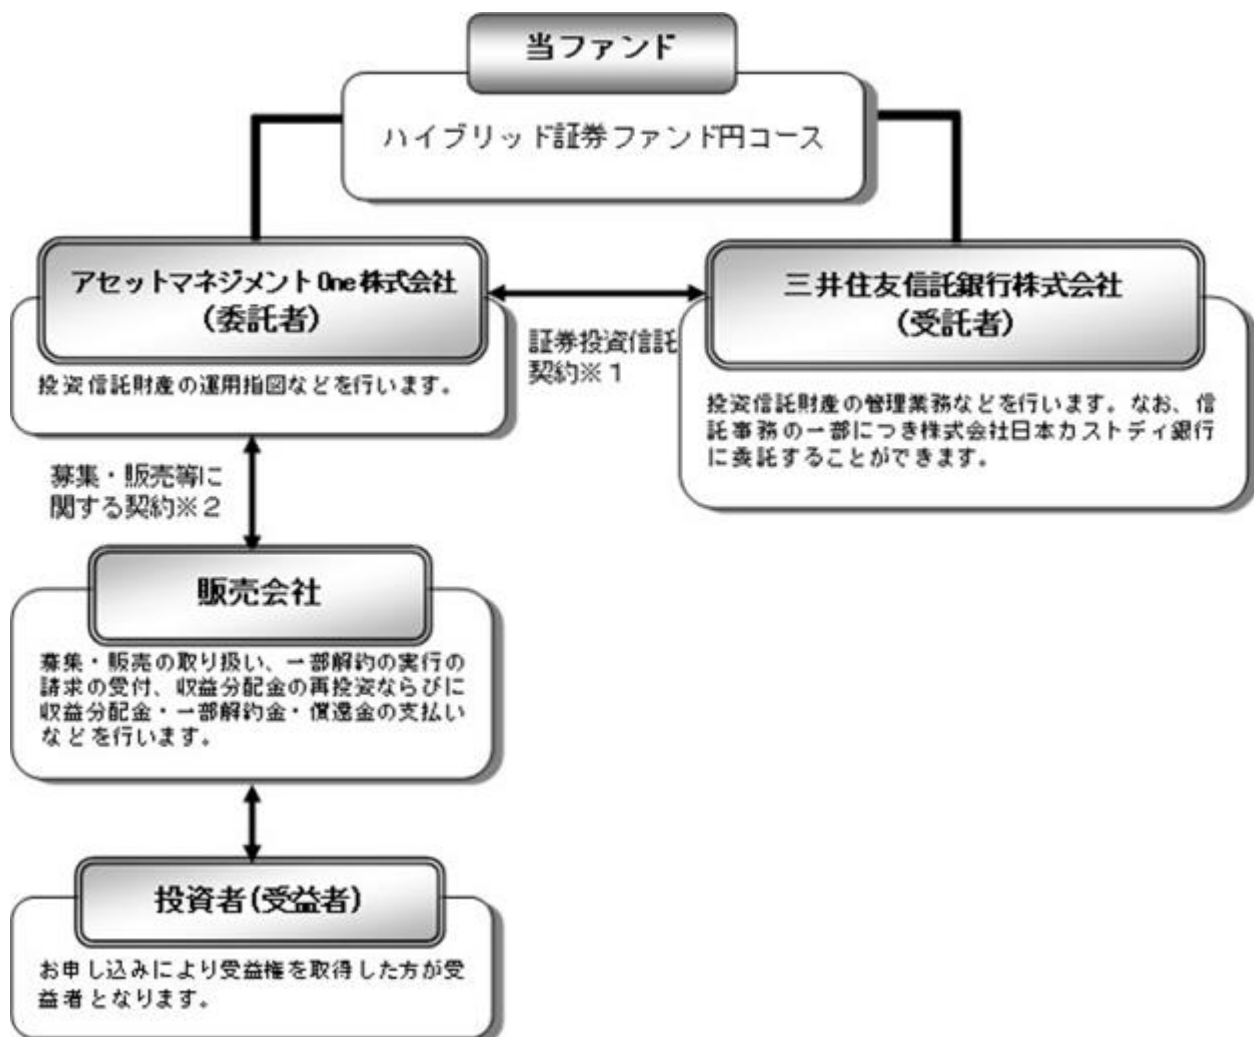 当ファンド
ハイブリッド証券ファンド円コース
アセットマネジメントOne株式会社
(委託者)
投資信託財産の運用指図などを行います。
証券投資信託
契約※1
三井住友信託銀行株式会社
(受託者)
投資信託財産の管理業務などを行います。なお、信
託事務の一部につき株式会社日本カストディ銀行
に委託することができます。
募集・販売等に
関する契約※2
販売会社
募集・販売の取り扱い、一部解約の実行の
請求の受付、収益分配金の再投資ならびに
収益分配金・一部解約金・償還金の支払い
などを行います。
投資者(受益者)
お申し込みにより受益権を取得した方が受
益者となります。